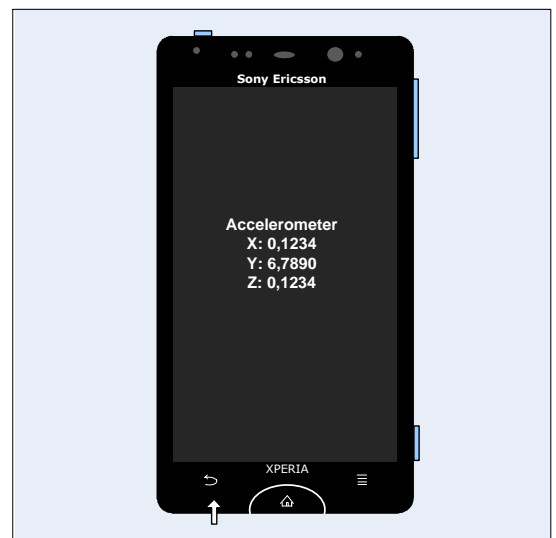 Sony Ericsson
Accelerometer
X: 0,1234
Y: 6,7890
Z: 0,1234
XPERIA